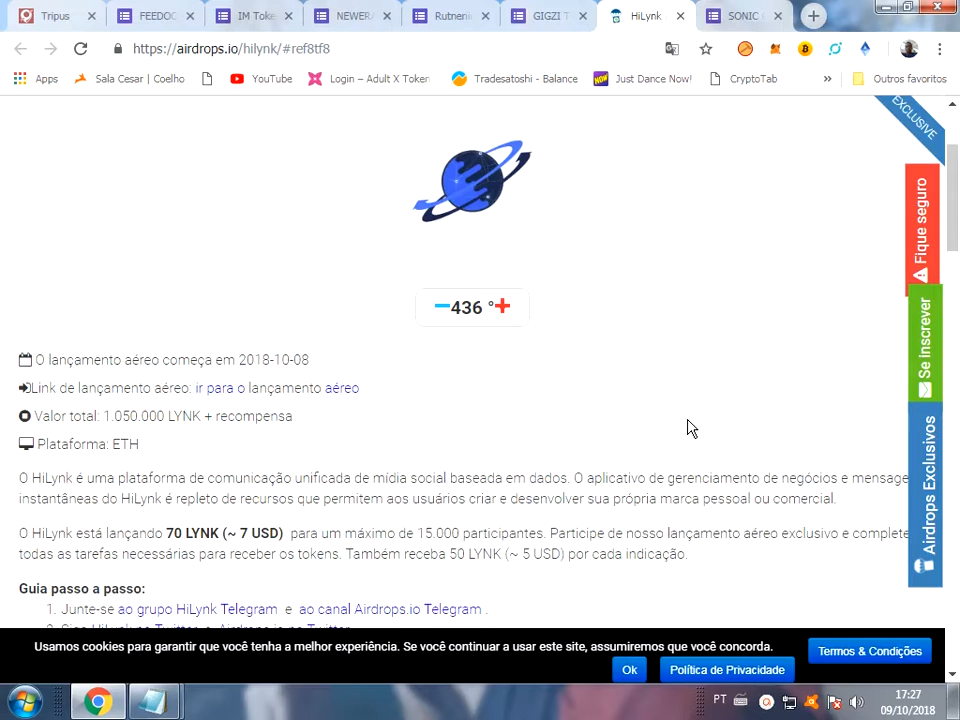 Tripus
FEEDOC
IM Toke
NEWER
Rutnen
GIGZI T
HiLynk
SONIC
https://airdrops.io/hilynk/#ref8tf8
Apps
Sala Cesar | Coelho
YouTube
Login – Adult X Token
Tradesatoshi - Balance
Just Dance Now!
CryptoTab
»
Outros favoritos
EXCLUSIVE
Fique seguro
Se inscrever
Airdrops Exclusivos
436 °
O lançamento aéreo começa em 2018-10-08
Link de lançamento aéreo: ir para o lançamento aéreo
Valor total: 1.050.000 LYNK + recompensa
Plataforma: ETH
O HiLynk é uma plataforma de comunicação unificada de mídia social baseada em dados. O aplicativo de gerenciamento de negócios e mensage
instantâneas do HiLynk é repleto de recursos que permitem aos usuários criar e desenvolver sua própria marca pessoal ou comercial.
O HiLynk está lançando 70 LYNK (~ 7 USD) para um máximo de 15.000 participantes. Participe de nosso lançamento aéreo exclusivo e complete
todas as tarefas necessárias para receber os tokens. Também receba 50 LYNK (~ 5 USD) por cada indicação.
Guia passo a passo:
1. Junte-se ao grupo HiLynk Telegram e ao canal Airdrops.io Telegram .
Usamos cookies para garantir que você tenha a melhor experiência. Se você continuar a usar este site, assumiremos que você concorda.
Termos & Condições
Ok
Política de Privacidade
PT
17:27
09/10/2018